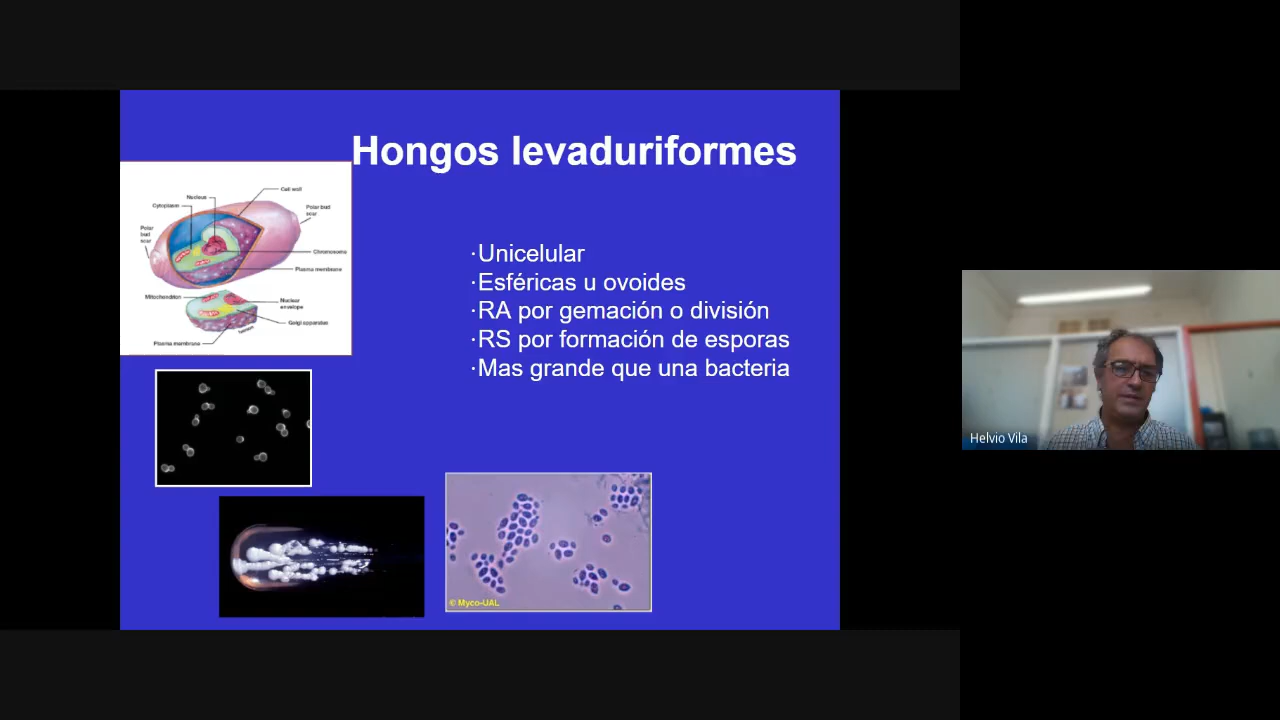 Hongos levaduriformes
Cell wall
Nucleus
Cytoplasm
Polar bud
scar
Polar
bud
scar
Chromosome
Plasma membrane
Mitochondrion
Nuclear
envelope
Golgi apparatus
Plasma membrane
·Unicelular
·Esféricas u ovoides
·RA por gemación o división
·RS por formación de esporas
·Mas grande que una bacteria
© Myco-UAL
Helvio Vila